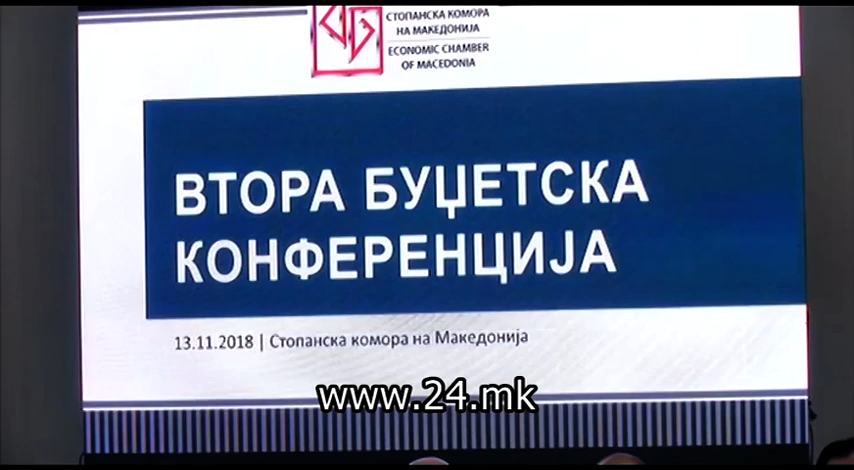 СТОПАНСКА КОМОРА
НА МАКЕДОНИЈА
ECONOMIC CHAMBER
OF MACEDONIA
ВТОРА БУЏЕТСКА
КОНФЕРЕНЦИЈА
13.11.2018 | Стопанска комора на Македонија
www.24.mk